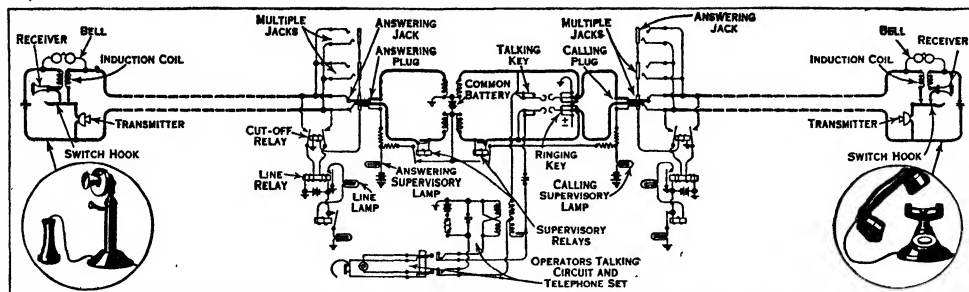 BELL
RECEIVER
INDUCTION COIL
TRANSMITTER
SWITCH HOOK
MULTIPLE
JACKS
ANSWERING
JACK
ANSWERING
PLUG
CUT-OFF
RELAY
LINE
RELAY
LINE
LAMP
ANSWERING
SUPERVISORY
LAMP
COMMON
BATTERY
TALKING
KEY
MULTIPLE
JACKS
CALLING
PLUG
ANSWERING
JACK
RINGING
KEY
CALLING
SUPERVISORY
LAMP
SUPERVISORY
RELAYS
OPERATORS TALKING
CIRCUIT AND
TELEPHONE SET
BELL
RECEIVER
INDUCTION COIL
TRANSMITTER
SWITCH HOOK